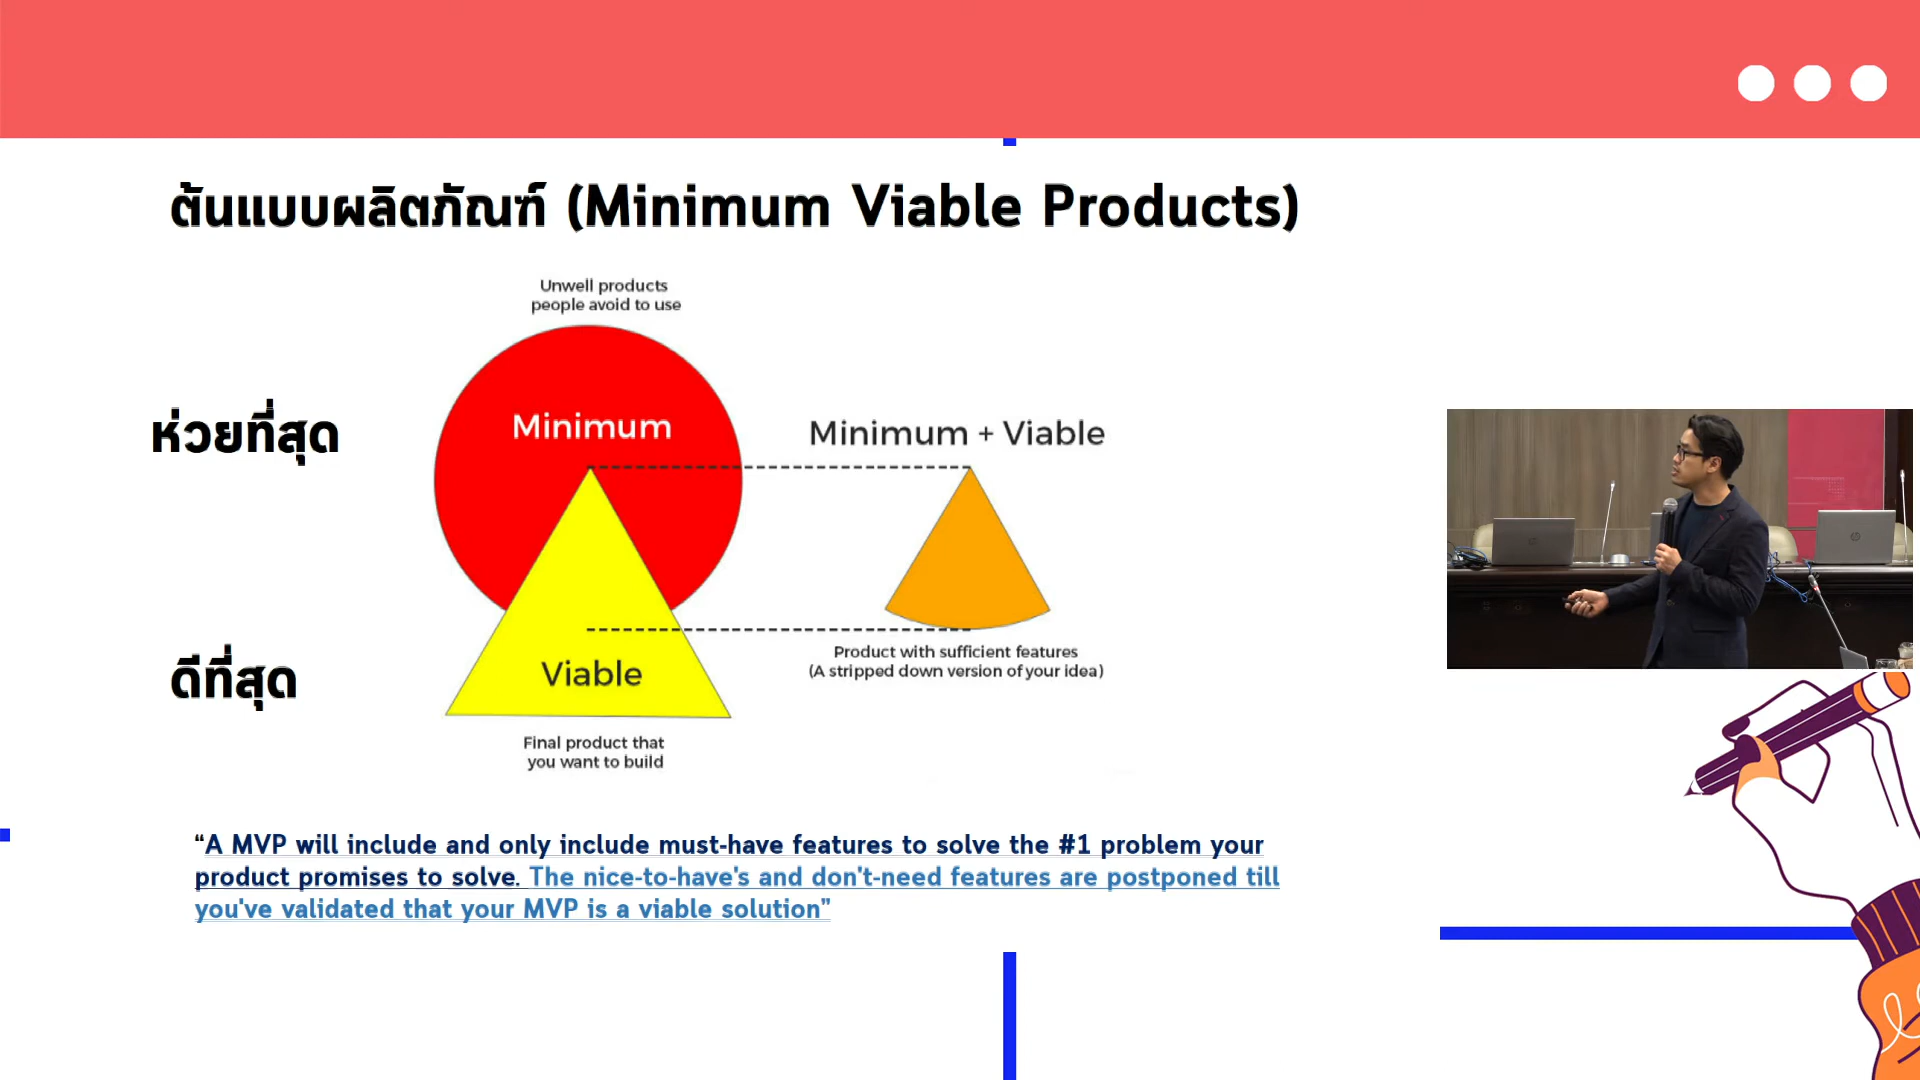 ต้นแบบผลิตภัณฑ์ (Minimum Viable Products)
Unwell products
people avoid to use
ห่วยที่สุด
Minimum
Minimum + Viable
ดีที่สุด
Viable
Product with sufficient features
(A stripped down version of your idea)
Final product that
you want to build
“A MVP will include and only include must-have features to solve the #1 problem your
product promises to solve. The nice-to-have's and don't-need features are postponed till
you've validated that your MVP is a viable solution”